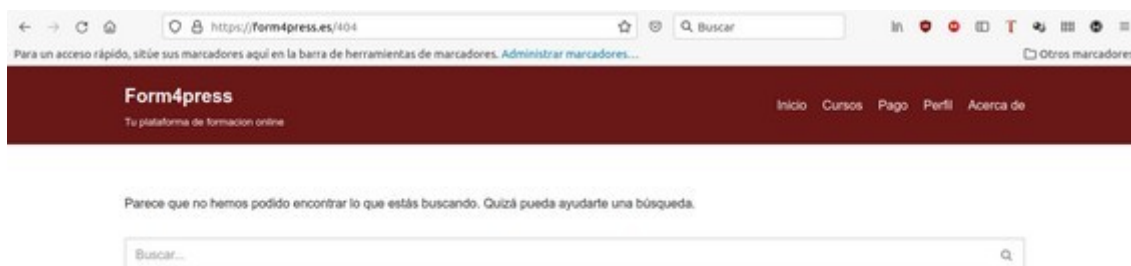 https://form4press.es/404
Buscar
Para un acceso rápido, sitúe sus marcadores aquí en la barra de herramientas de marcadores. Administrar marcadores...
Otros marcadores
Form4press
Inicio Cursos Pago Perfil Acerca de
Tu plataforma de formacion online
Parece que no hemos podido encontrar lo que estás buscando. Quizá pueda ayudarte una búsqueda.
Buscar...